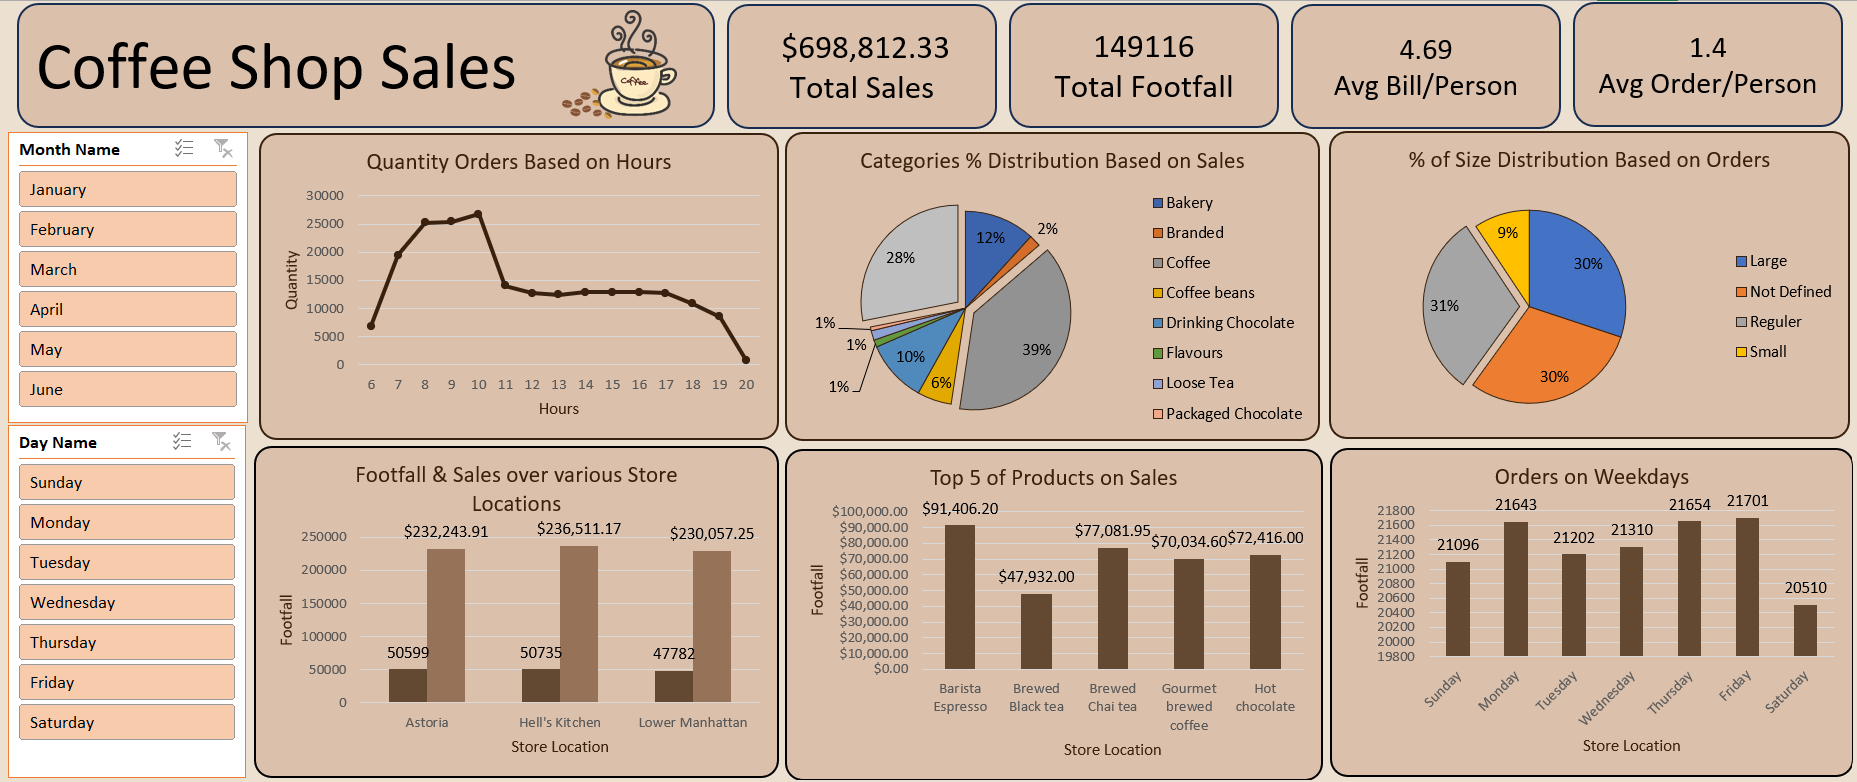 Coffee Shop Sales
Coffee
$698,812.33
Total Sales
149116
Total Footfall
4.69
Avg Bill/Person
1.4
Avg Order/Person
Month Name
January
February
March
April
May
June
Day Name
Sunday
Monday
Tuesday
Wednesday
Thursday
Friday
Saturday
Quantity Orders Based on Hours
Quantity
30000
25000
20000
15000
10000
5000
0
6 7 8 9 10 11 12 13 14 15 16 17 18 19 20
Hours
Categories % Distribution Based on Sales
12%
2%
39%
6%
10%
1%
1%
1%
28%
Bakery
Branded
Coffee
Coffee beans
Drinking Chocolate
Flavours
Loose Tea
Packaged Chocolate
% of Size Distribution Based on Orders
30%
30%
31%
9%
Large
Not Defined
Reguler
Small
Footfall & Sales over various Store
Locations
Footfall
250000
200000
150000
100000
50000
0
$232,243.91 $236,511.17 $230,057.25
50599 50735 47782
Astoria Hell's Kitchen Lower Manhattan
Store Location
Top 5 of Products on Sales
Footfall
$100,000.00
$90,000.00
$80,000.00
$70,000.00
$60,000.00
$50,000.00
$40,000.00
$30,000.00
$20,000.00
$10,000.00
$0.00
$91,406.20
$47,932.00
$77,081.95
$70,034.60
$72,416.00
Barista
Espresso
Brewed
Black tea
Brewed
Chai tea
Gourmet
brewed
coffee
Hot
chocolate
Store Location
Orders on Weekdays
Footfall
21800
21600
21400
21200
21000
20800
20600
20400
20200
20000
19800
21096
21643
21202
21310
21654
21701
20510
Sunday
Monday
Tuesday
Wednesday
Thursday
Friday
Saturday
Store Location